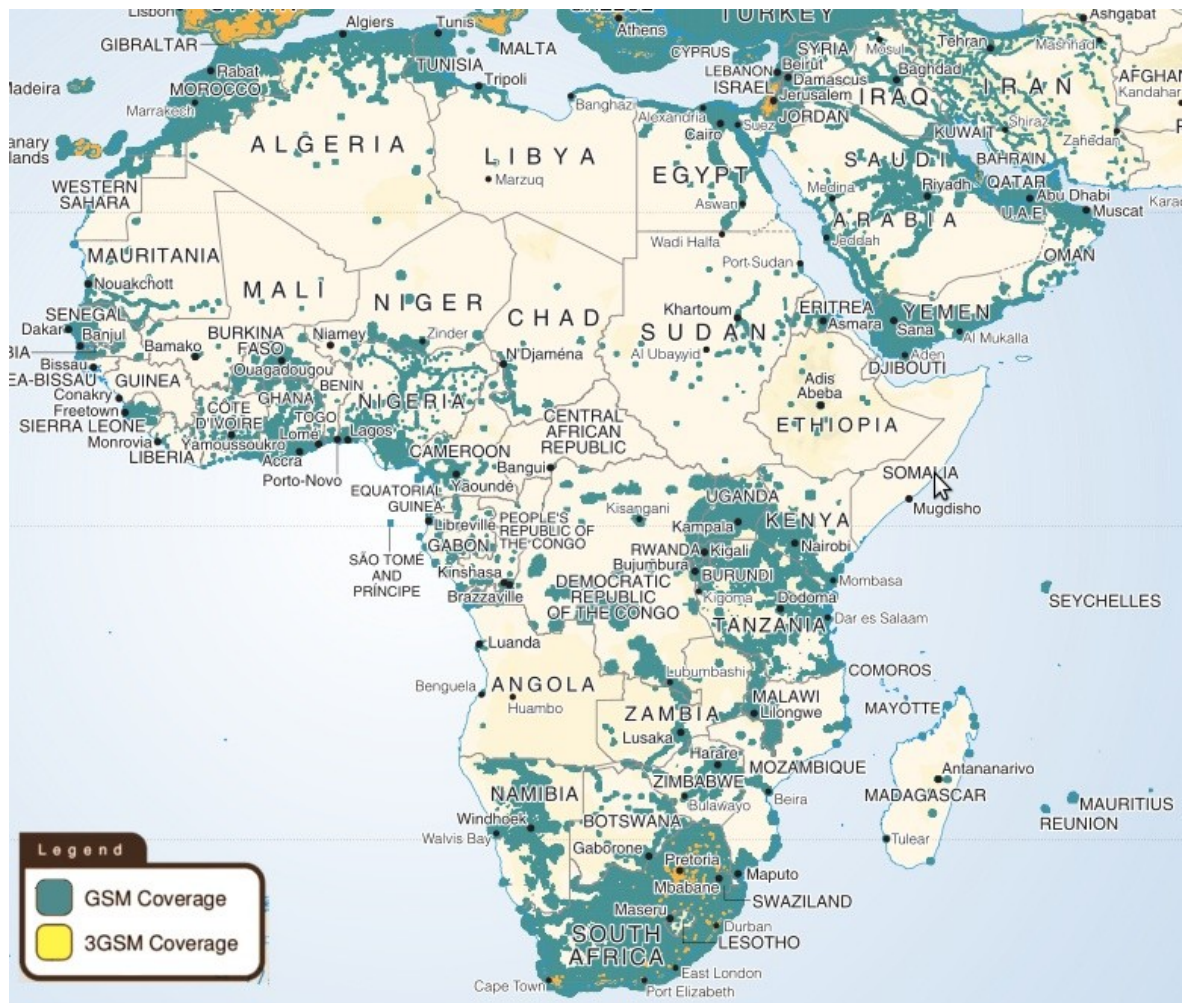 Lisbon
Algiers
Tunis
TURKEY
Ashgabat
GIBRALTAR
Athens
MALTA
CYPRUS
SYRIA
Mosul
Tehran
Mashhad
Rabat
TUNISIA
LEBANON
Beirut
Baghdad
IRAN
AFGHAN
MOROCCO
Tripoli
ISRAEL
Damascus
Kandahar
Madeira
Marrakech
Banghazi
Alexandria
Jerusalem
IRAQ
Cairo
Suez
JORDAN
KUWAIT
Shiraz
Zahedan
anary
lands
ALGERIA
LIBYA
EGYPT
SAUDI
ARABIA
BAHRAIN
Marzuq
Medina
Riyadh
QATAR
Abu Dhabi
WESTERN
SAHARA
Aswan
U.A.E.
Muscat
Karac
Wadi Halfa
Jeddah
MAURITANIA
Port Sudan
OMAN
Nouakchott
MALI
NIGER
CHAD
Khartoum
ERITREA
YEMEN
SENEGAL
Dakar
Banjul
BURKINA
FASO
Niamey
Zinder
SUDAN
Asmara
Sana
Al Mukalla
BIA
Bamako
N'Djaména
Al Ubayyid
Aden
DJIBOUTI
Bissau
EA-BISSAU
GUINEA
Ouagadougou
BENIN
Adis
Abeba
Conakry
GHANA
NIGERIA
Freetown
CÔTE
D'IVOIRE
TOGO
CENTRAL
AFRICAN
REPUBLIC
ETHIOPIA
SIERRA LEONE
Monrovia
Yamoussoukro
Lomé
Lagos
LIBERIA
Accra
CAMEROON
Bangui
Porto-Novo
Yaoundé
SOMALIA
EQUATORIAL
GUINEA
UGANDA
Mugdisho
Kisangani
Libreville
PEOPLE'S
REPUBLIC OF
THE CONGO
Kampala
KENYA
GABON
SÃO TOMÉ
AND
PRÍNCIPE
RWANDA
Kigali
Nairobi
Kinshasa
Bujumbura
BURUNDI
Mombasa
Brazzaville
DEMOCRATIC
REPUBLIC
OF THE CONGO
Kigoma
Dodoma
SEYCHELLES
TANZANIA
Dar es Salaam
Luanda
Lubumbashi
COMOROS
Benguela
ANGOLA
Huambo
MALAWI
Lilongwe
MAYOTTE
ZAMBIA
Lusaka
Harare
MOZAMBIQUE
Antananarivo
NAMIBIA
ZIMBABWE
Bulawayo
Beira
MADAGASCAR
MAURITIUS
REUNION
Windhoek
BOTSWANA
Walvis Bay
Gaborone
Tulear
Pretoria
Mbabane
Maputo
SWAZILAND
Maseru
Durban
SOUTH
AFRICA
LESOTHO
East London
Cape Town
Port Elizabeth
Legend
GSM Coverage
3GSM Coverage